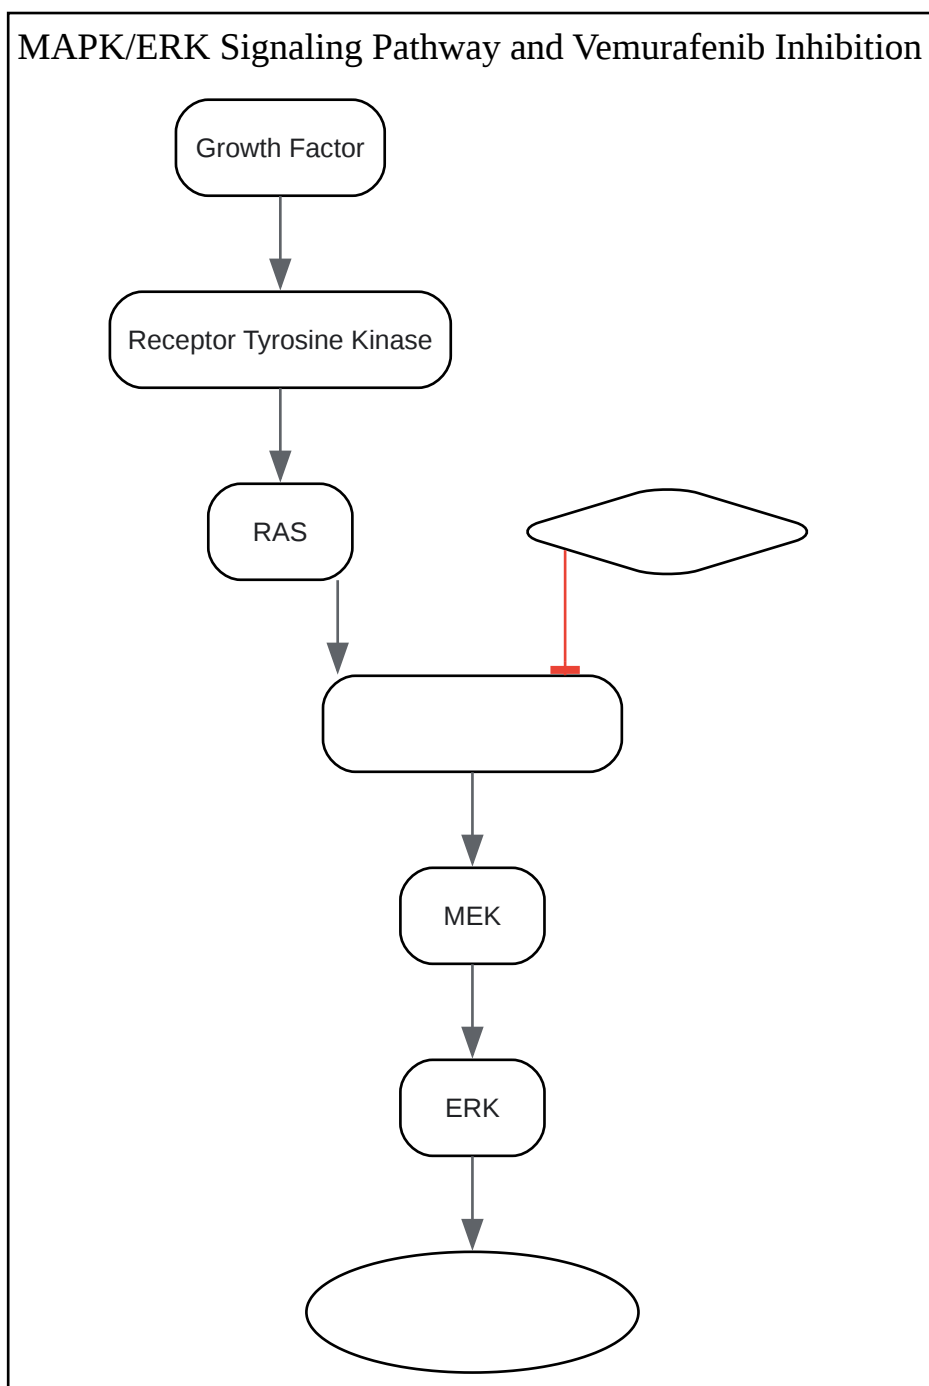 MAPK/ERK Signaling Pathway and Vemurafenib Inhibition
Growth Factor
Receptor Tyrosine Kinase
RAS
MEK
ERK